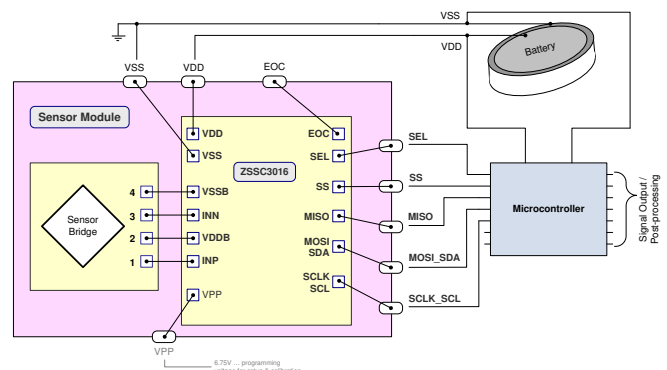 VSS
VDD
Battery
VSS
VDD
EOC
Sensor Module
VDD
EOC
SEL
VSS
SEL
ZSSC3016
4
VSSB
SS
SS
Sensor
Bridge
3
INN
MISO
MISO
Microcontroller
Signal Output /
Post-processing
2
VDDB
MOSI
SDA
MOSI_SDA
1
INP
SCLK
SCL
SCLK_SCL
VPP
VPP
6.75V ... programming